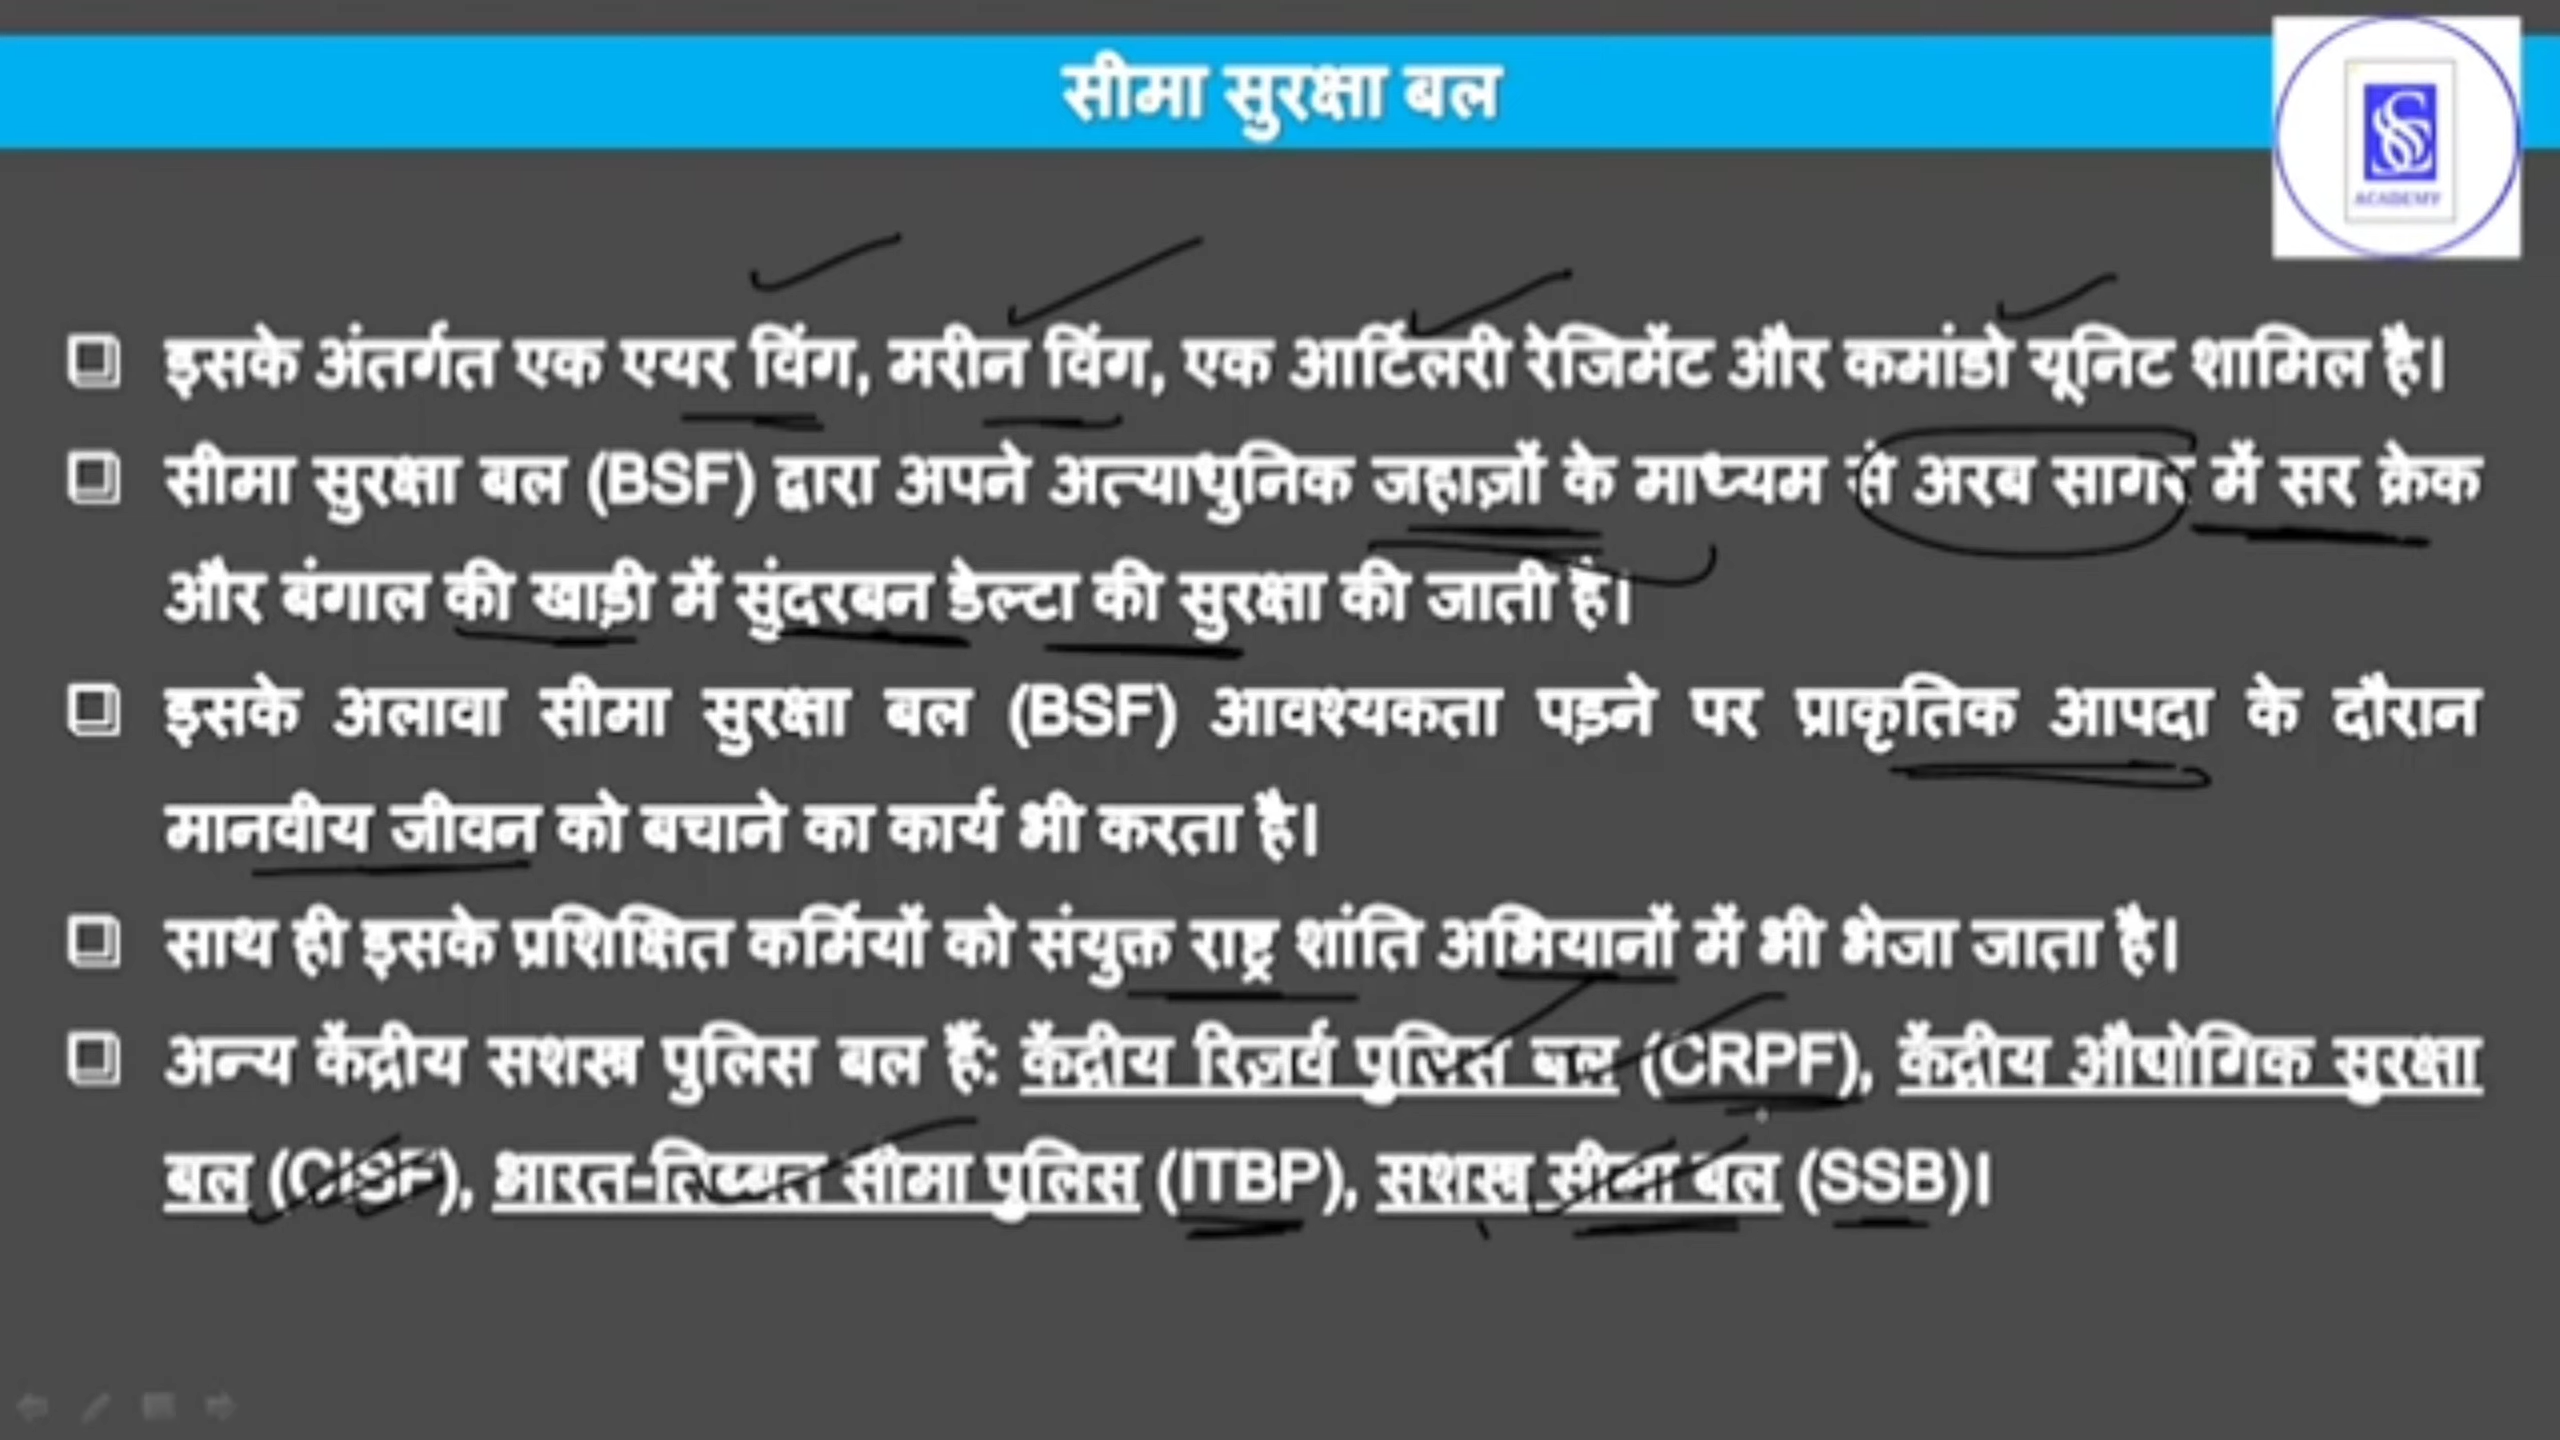 सीमा सुरक्षा बल
ACADEMY
इसके अंतर्गत एक एयर विंग, मरीन विंग, एक आर्टिलरी रेजिमेंट और कमांडो यूनिट शामिल है।
सीमा सुरक्षा बल (BSF) द्वारा अपने अत्याधुनिक जहाज़ों के माध्यम से अरब सागर में सर क्रेक
और बंगाल की खाड़ी में सुंदरबन डेल्टा की सुरक्षा की जाती है।
इसके अलावा सीमा सुरक्षा बल (BSF) आवश्यकता पड़ने पर प्राकृतिक आपदा के दौरान
मानवीय जीवन को बचाने का कार्य भी करता है।
साथ ही इसके प्रशिक्षित कर्मियों को संयुक्त राष्ट्र शांति अभियानों में भी भेजा जाता है।
अन्य केंद्रीय सशस्त्र पुलिस बल हैं: केंद्रीय रिज़र्व पुलिस बल (CRPF), केंद्रीय औद्योगिक सुरक्षा
बल (CISF), भारत-तिब्बत सीमा पुलिस (ITBP), सशस्त्र सीमा बल (SSB)।